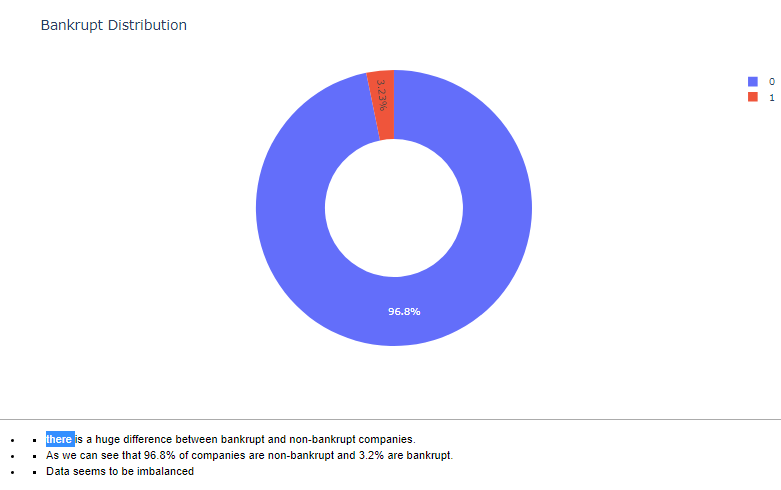 Bankrupt Distribution
0
1
3.23%
96.8%
there is a huge difference between bankrupt and non-bankrupt companies.
As we can see that 96.8% of companies are non-bankrupt and 3.2% are bankrupt.
Data seems to be imbalanced